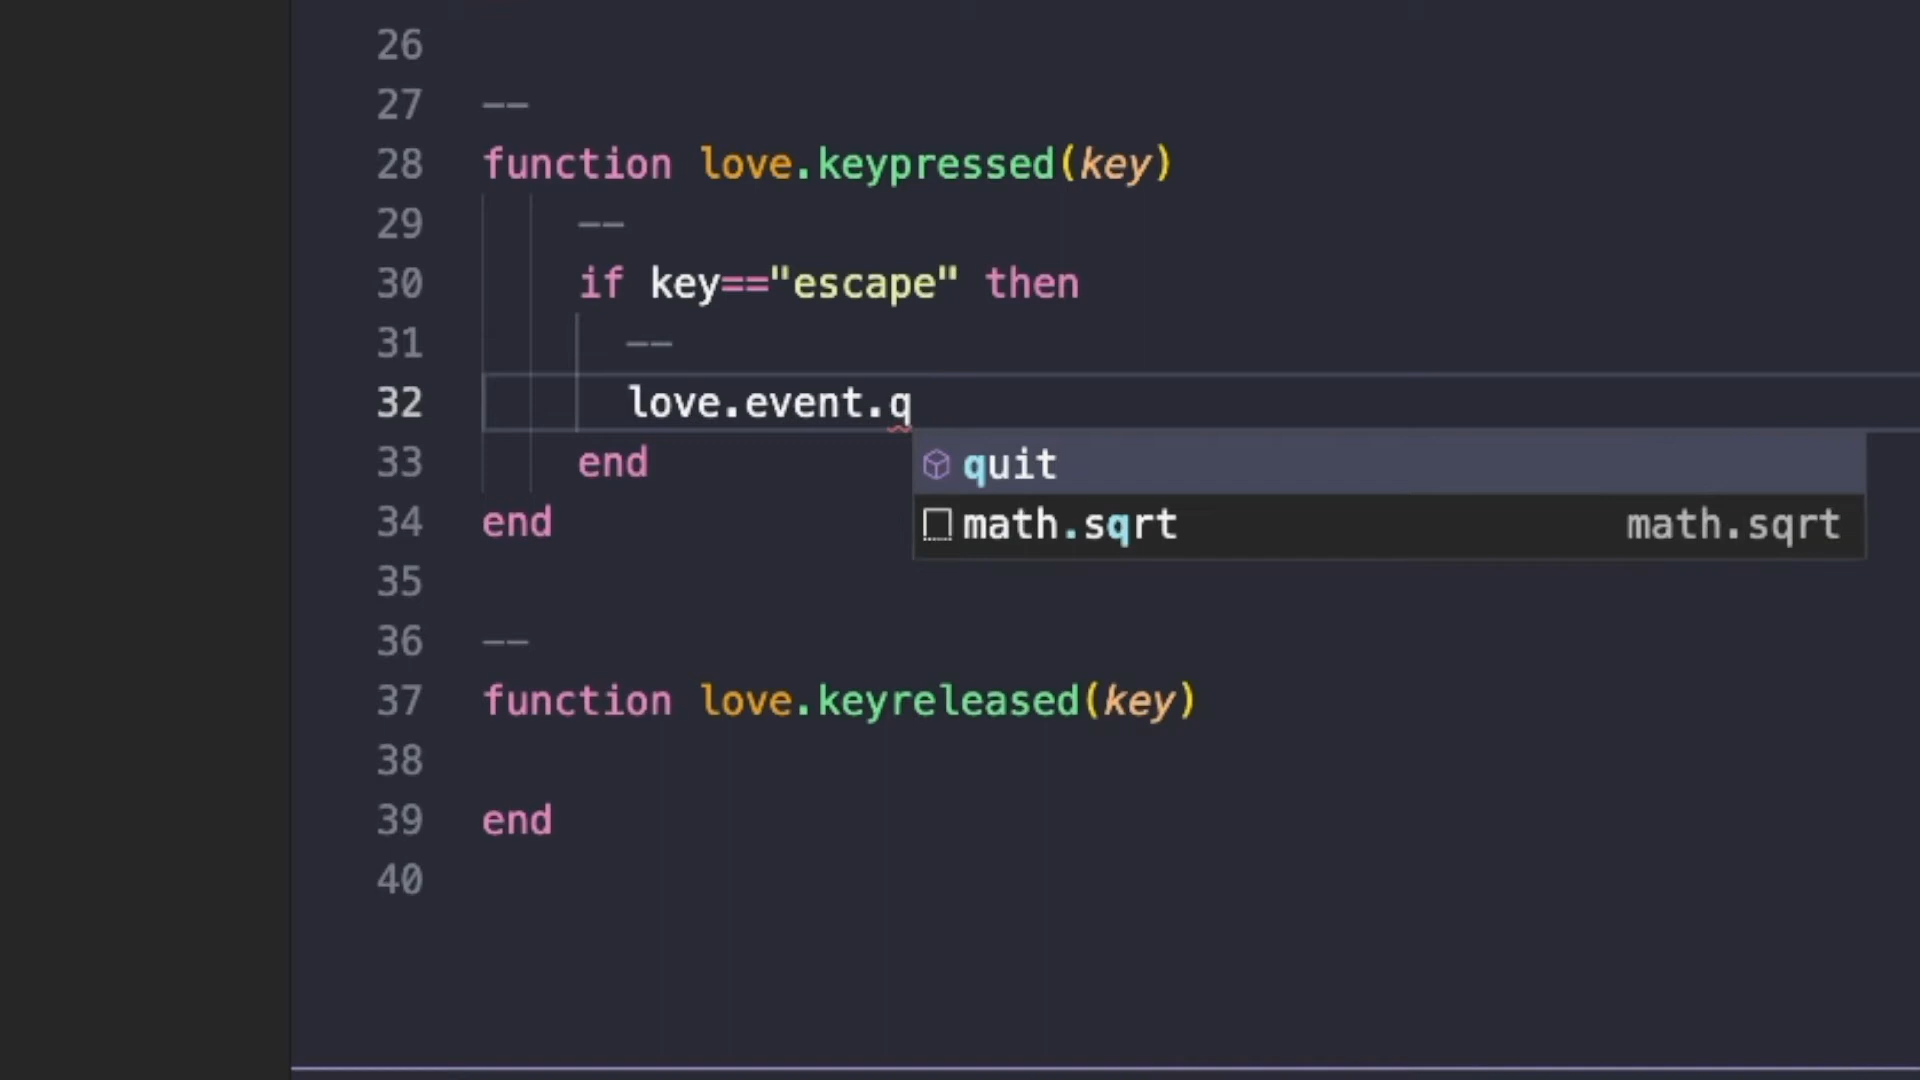 26
27 --
28 function love.keypressed(key)
29 --
30 if key=="escape" then
31 --
32 love.event.q
quit
33 end
math.sqrt math.sqrt
34 end
35
36 --
37 function love.keyreleased(key)
38
39 end
40